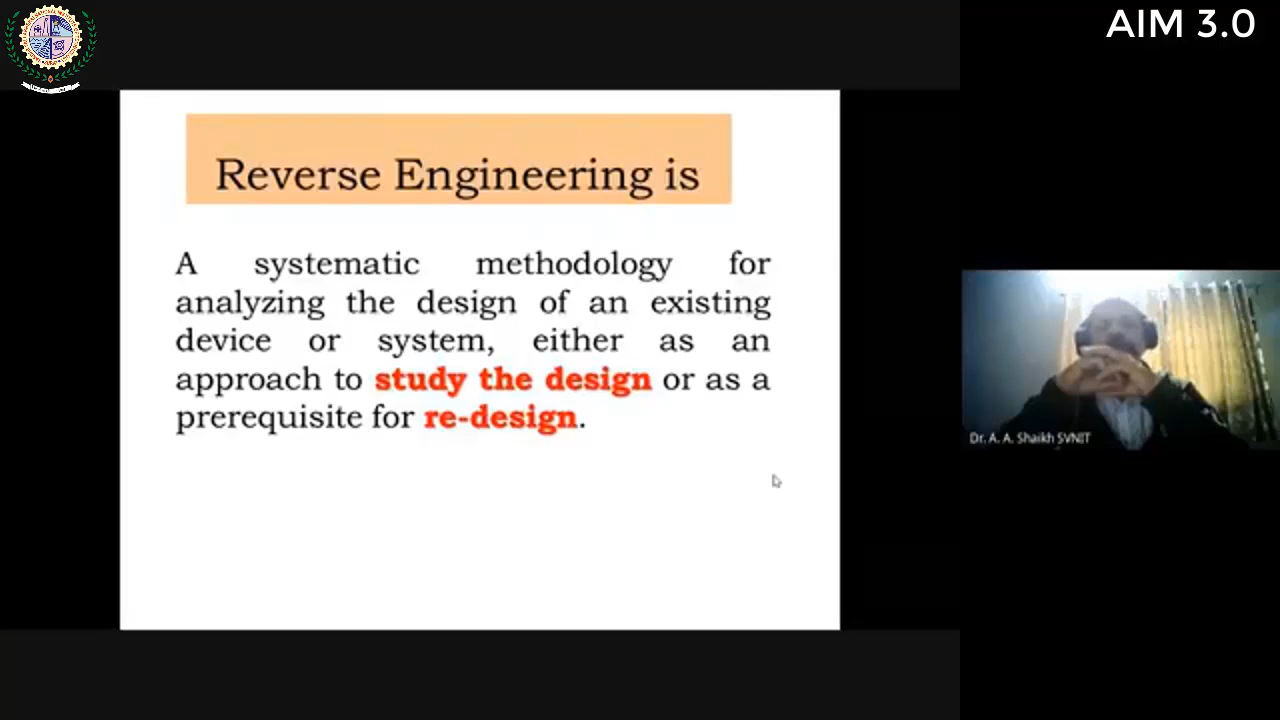 AIM 3.0
Reverse Engineering is
A systematic methodology for
analyzing the design of an existing
device or system, either as an
approach to study the design or as a
prerequisite for re-design.
Dr. A. A. Shaikh SVNIT